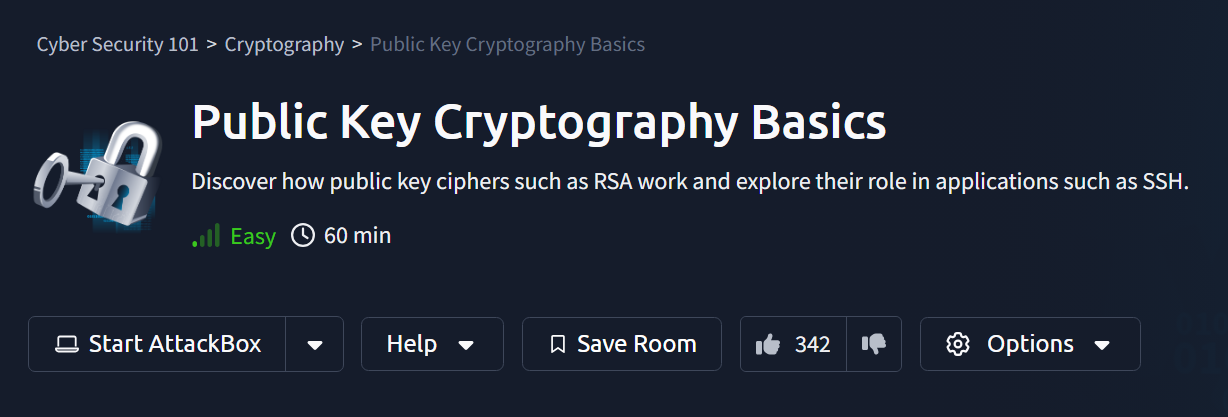 Cyber Security 101 > Cryptography > Public Key Cryptography Basics
Public Key Cryptography Basics
Discover how public key ciphers such as RSA work and explore their role in applications such as SSH.
Easy 60 min
Start AttackBox Help Save Room 342 Options